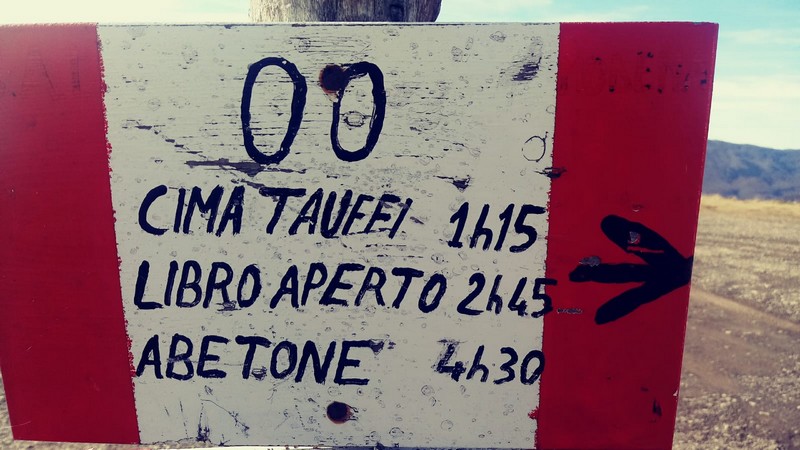 00
CIMA TAUFFI 1h15
LIBRO APERTO 2h45
ABETONE 4h30